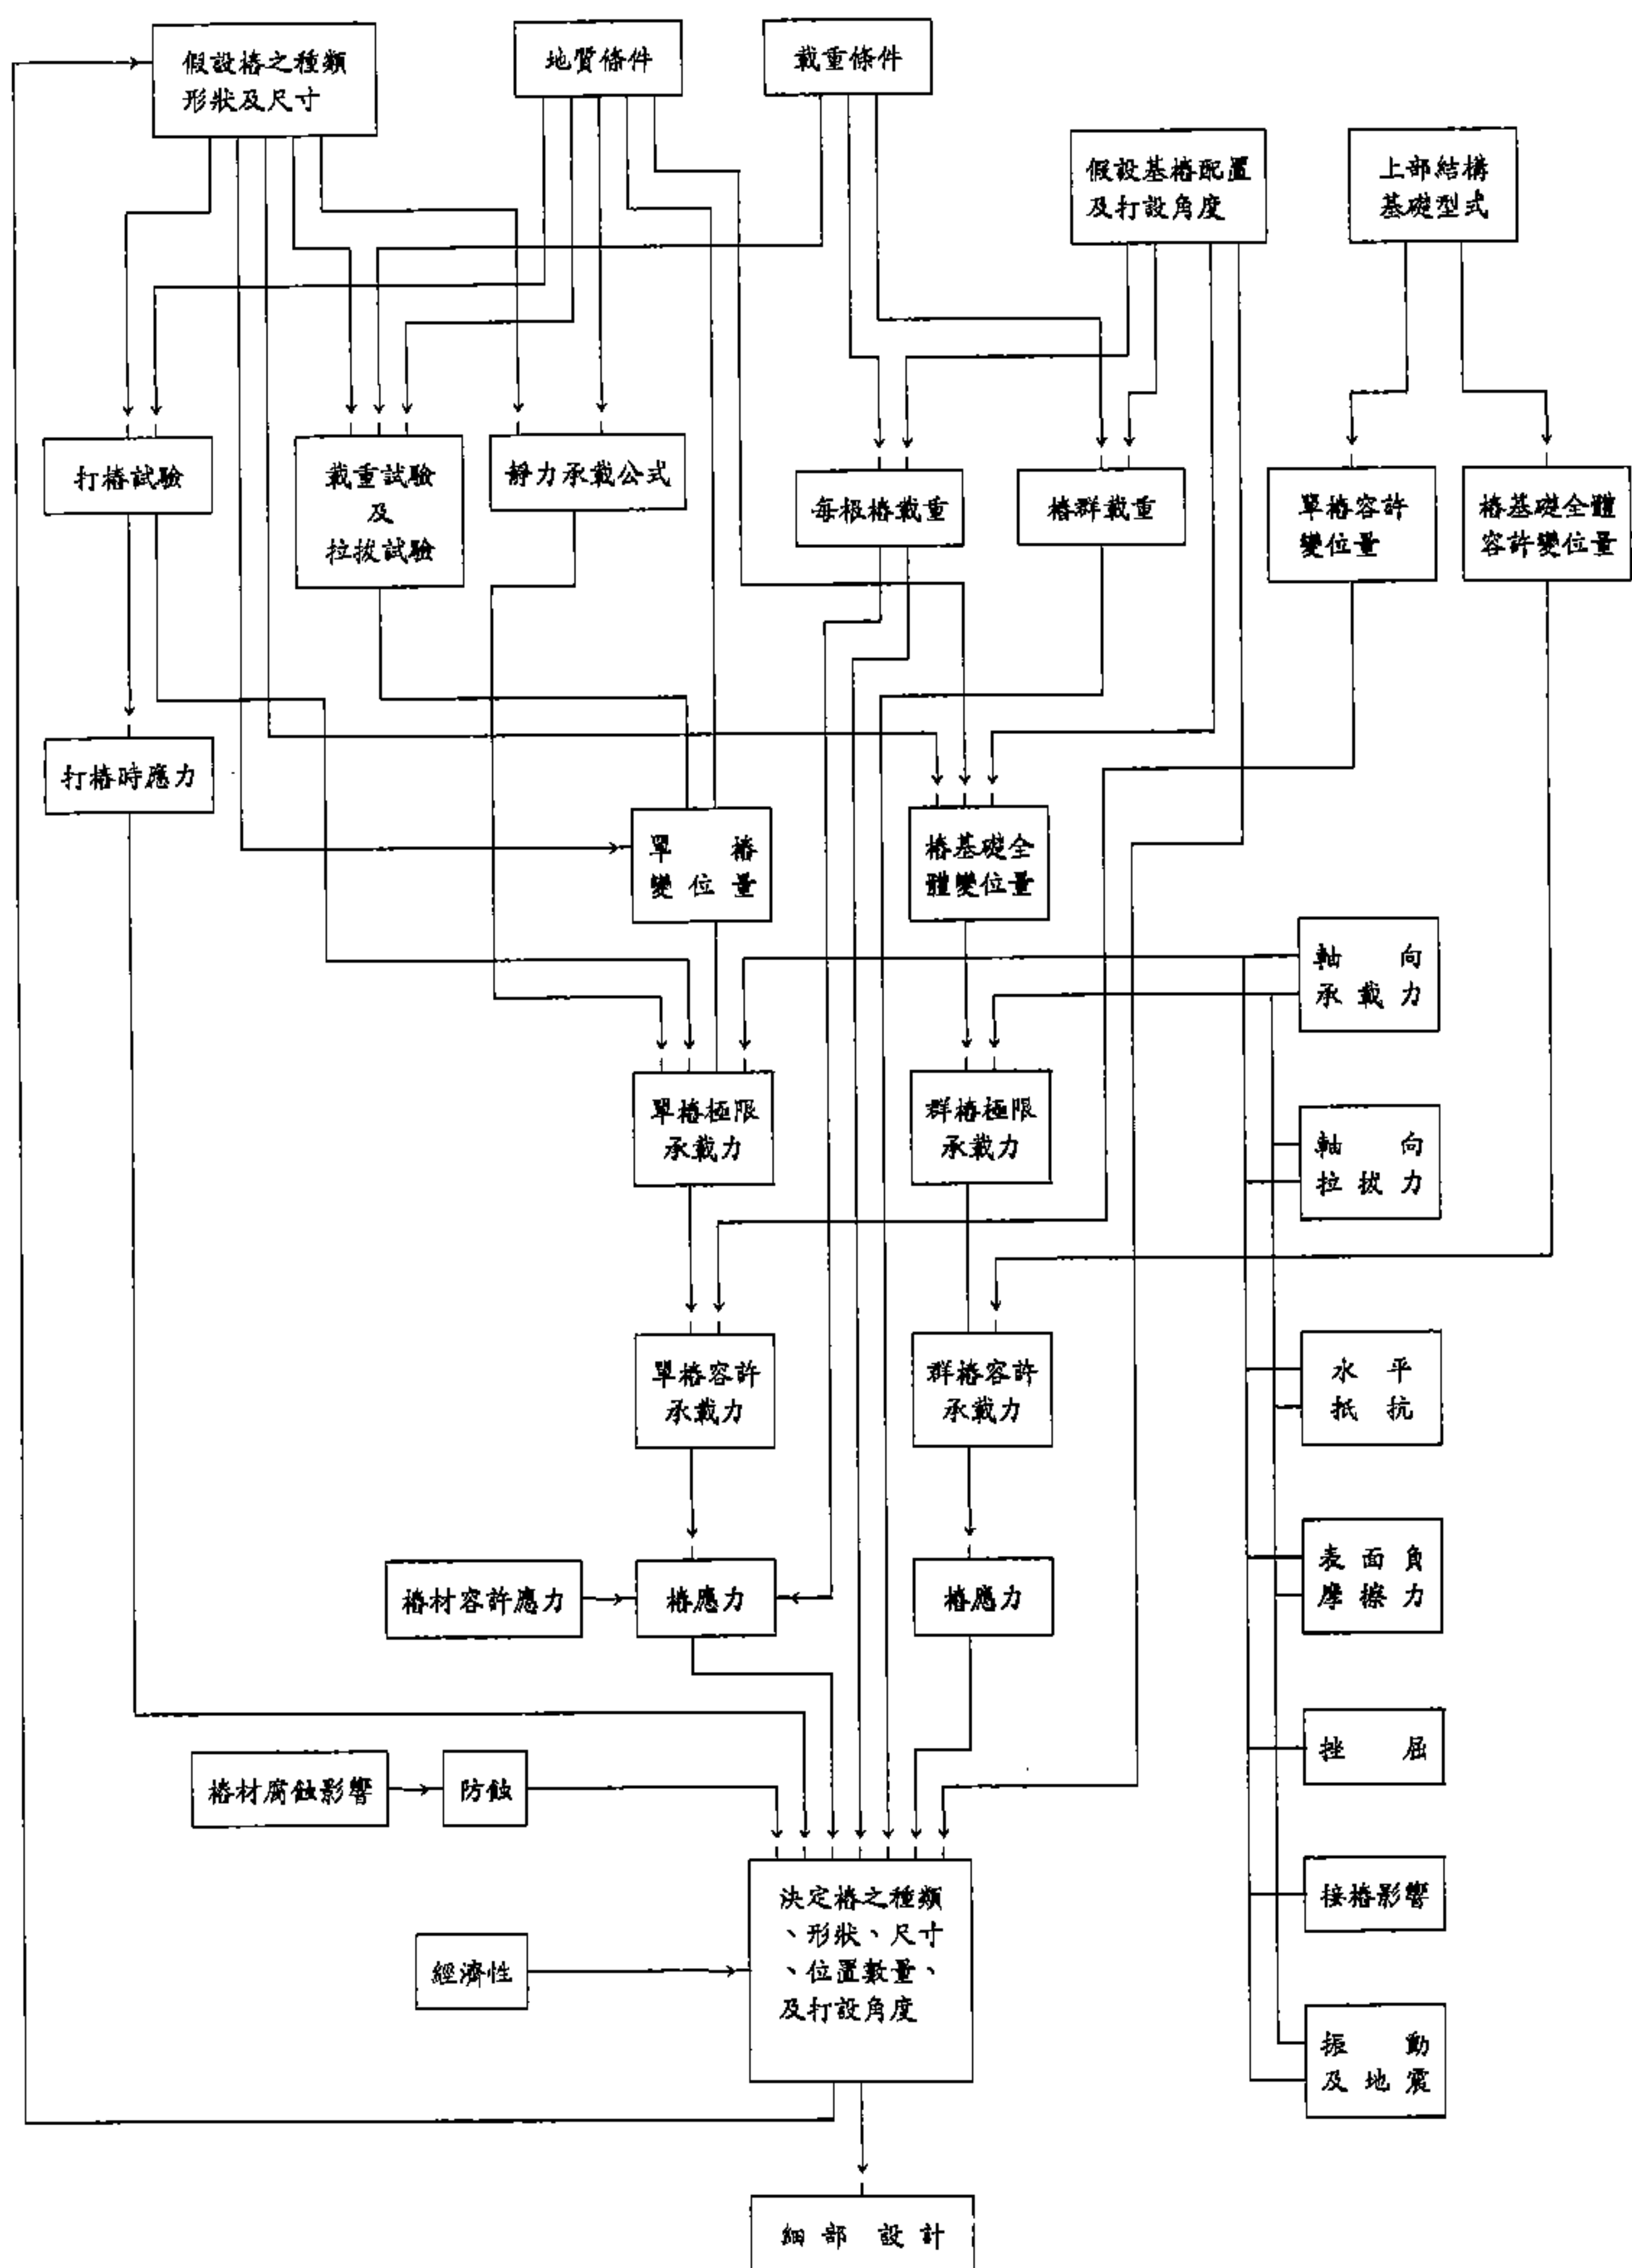 假設樁之種類
形狀及尺寸
地質條件
載重條件
假設基樁配置
及打設角度
上部結構
基礎型式
打樁試驗
載重試驗
及
拉拔試驗
靜力承載公式
每根樁載重
樁群載重
單樁容許
變位量
樁基礎全體
容許變位量
打樁時應力
單樁
變位量
樁基礎全
體變位量
軸向
承載力
單樁極限
承載力
群樁極限
承載力
軸向
拉拔力
單樁容許
承載力
群樁容許
承載力
水平
抵抗
樁材容許應力
樁應力
樁應力
表面負
摩擦力
挫屈
樁材腐蝕影響
防蝕
決定樁之種類
、形狀、尺寸
、位置數量、
及打設角度
接樁影響
經濟性
振動
及地震
細部設計